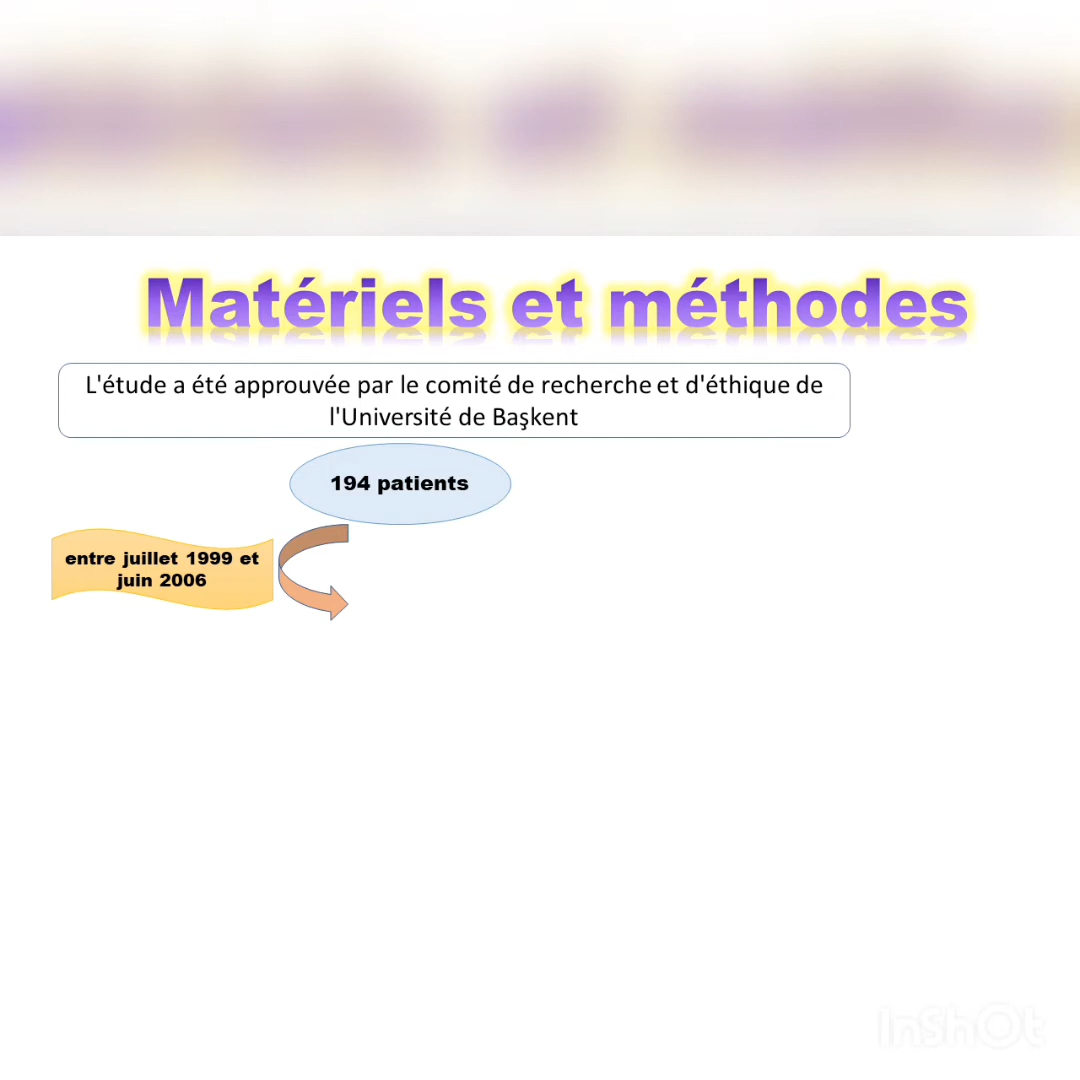 Matériels et méthodes
L'étude a été approuvée par le comité de recherche et d'éthique de
l'Université de Başkent
194 patients
entre juillet 1999 et
juin 2006
InShOt